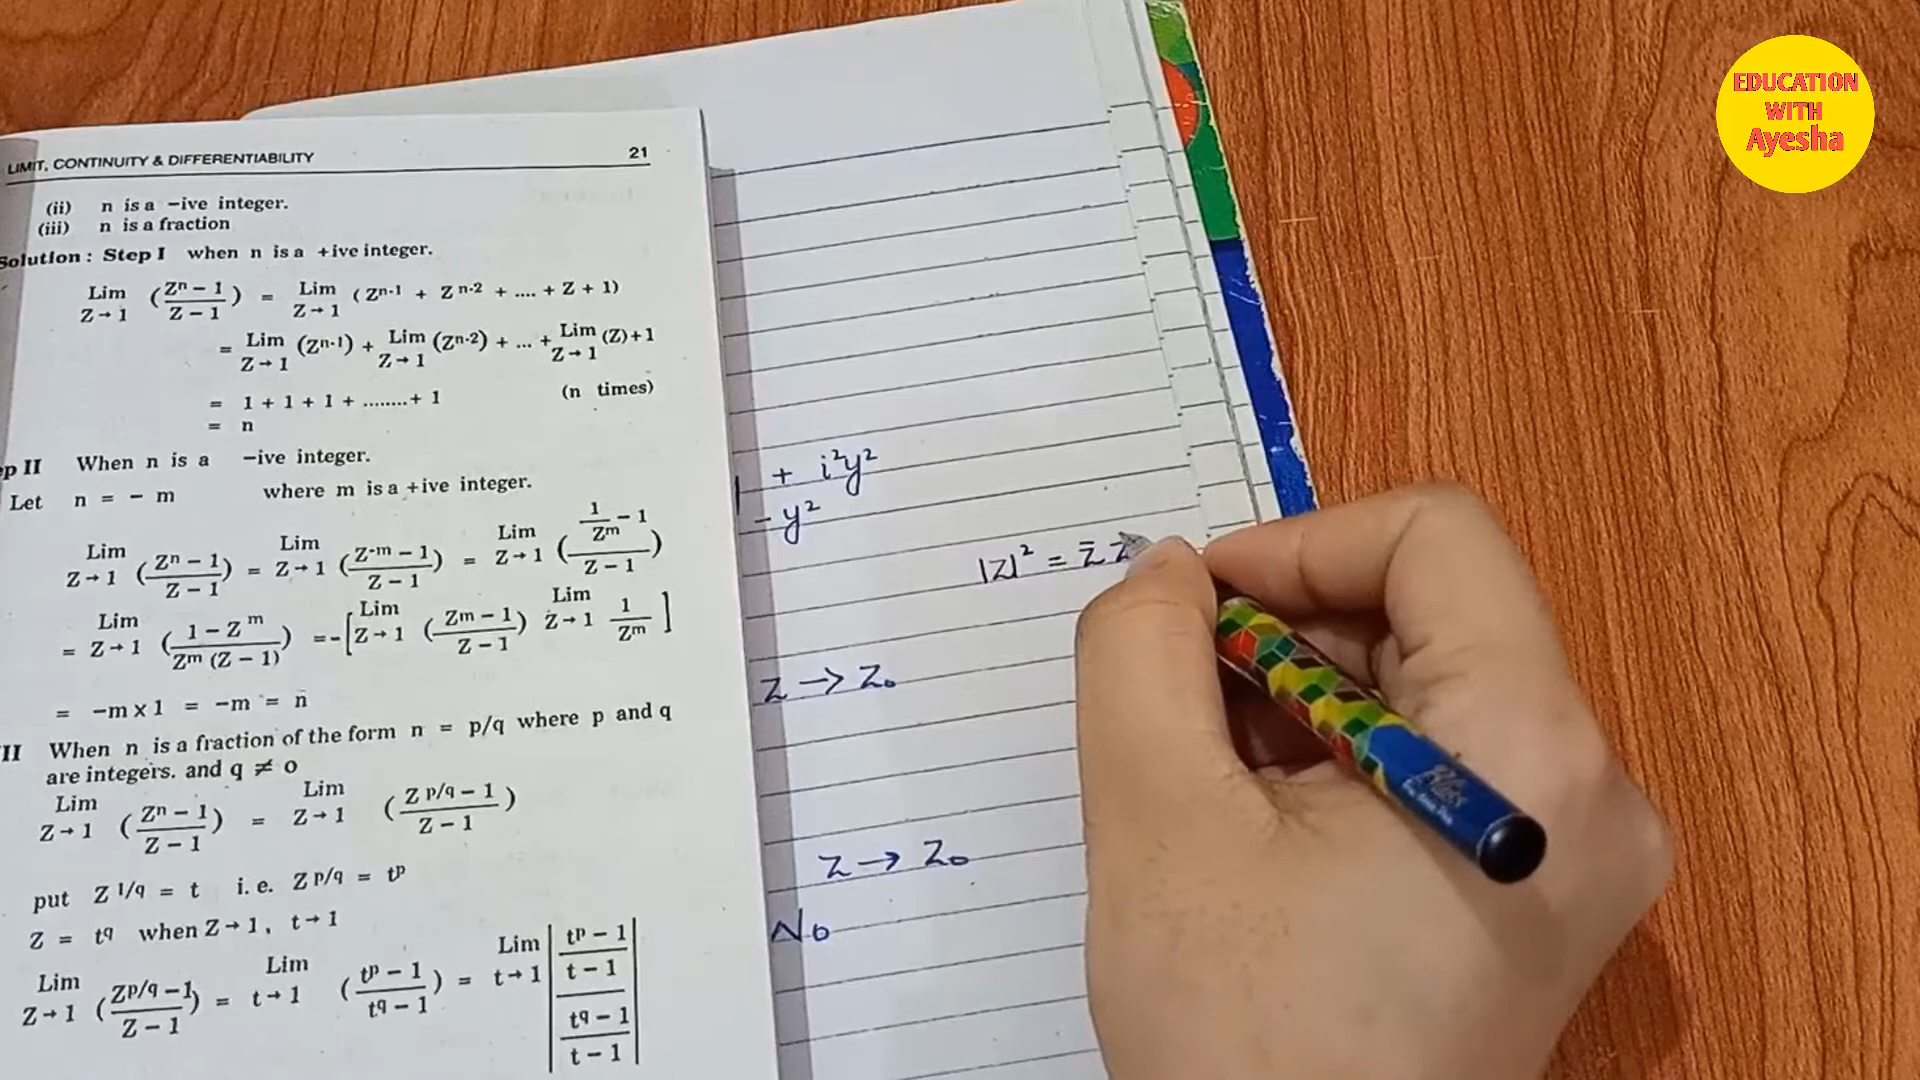 EDUCATION
WITH
Ayesha
LIMIT, CONTINUITY & DIFFERENTIABILITY 21
(ii) n is a −ive integer.
(iii) n is a fraction
Solution : Step I when n is a +ive integer.
Lim Z→1 (Zⁿ − 1 / Z − 1) = Lim Z→1 (Zⁿ⁻¹ + Zⁿ⁻² + .... + Z + 1)
= Lim Z→1 (Zⁿ⁻¹) + Lim Z→1 (Zⁿ⁻²) + ... + Lim Z→1 (Z)+1
= 1 + 1 + 1 + ........+ 1 (n times)
= n
ep II When n is a −ive integer.
Let n = − m where m is a +ive integer.
Lim Z→1 (Zⁿ − 1 / Z − 1) = Lim Z→1 (Z⁻ᵐ − 1 / Z − 1) = Lim Z→1 (1/Zᵐ − 1 / Z − 1)
= Lim Z→1 (1 − Zᵐ / Zᵐ (Z − 1)) = −[Lim Z→1 (Zᵐ − 1 / Z − 1) Lim Z→1 1/Zᵐ]
= −m x 1 = −m = n
II When n is a fraction of the form n = p/q where p and q
are integers. and q ≠ o
Lim Z→1 (Zⁿ − 1 / Z − 1) = Lim Z→1 (Z p/q − 1 / Z − 1)
put Z 1/q = t i. e. Z p/q = tᵖ
Z = t^q when Z→1, t→1
Lim Z→1 (Z p/q − 1 / Z − 1) = Lim t→1 (tᵖ − 1 / t^q − 1) = Lim t→1 | tᵖ − 1 / t − 1 / t^q − 1 / t − 1 |
+ i²y²
− y²
|z|² = z̄ z
z → z₀
z → z₀
No